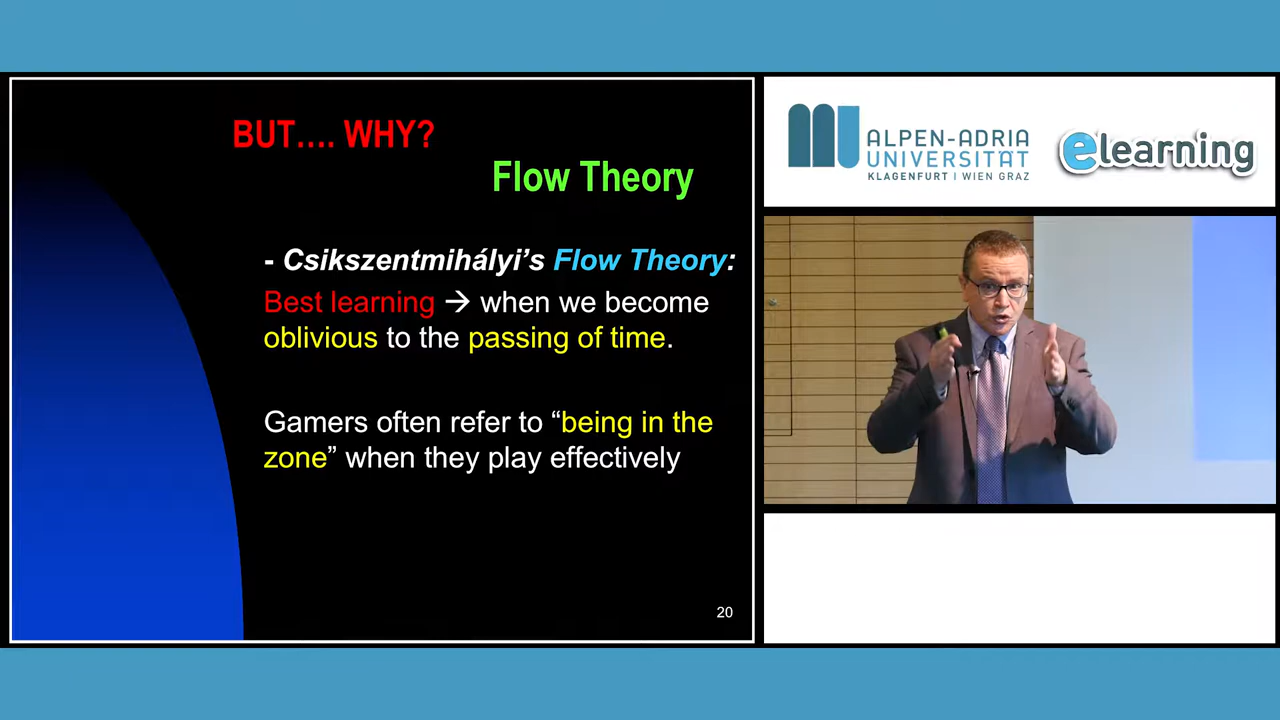 BUT…. WHY?
Flow Theory
- Csikszentmihályi’s Flow Theory:
Best learning → when we become
oblivious to the passing of time.
Gamers often refer to “being in the
zone” when they play effectively
20
ALPEN-ADRIA
UNIVERSITÄT
KLAGENFURT | WIEN GRAZ
elearning